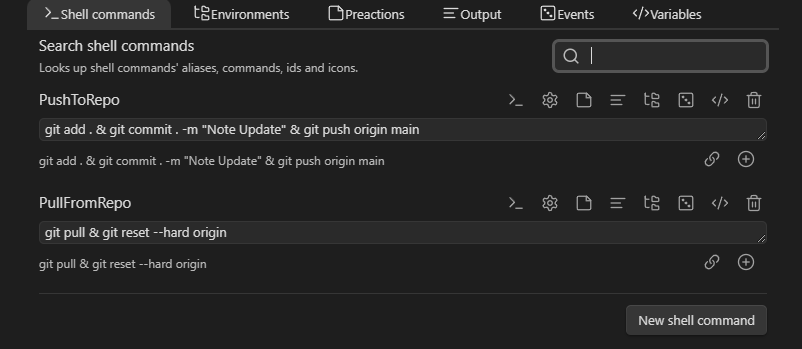 Shell commands Environments Preactions Output Events Variables
Search shell commands
Looks up shell commands' aliases, commands, ids and icons.
PushToRepo
git add . & git commit . -m "Note Update" & git push origin main
git add . & git commit . -m "Note Update" & git push origin main
PullFromRepo
git pull & git reset --hard origin
git pull & git reset --hard origin
New shell command